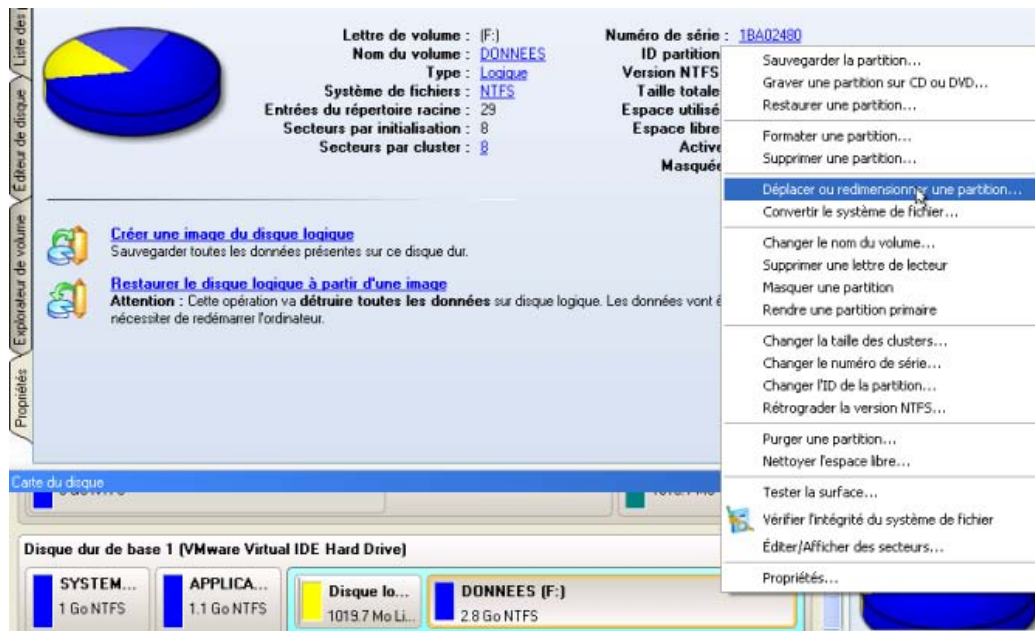 Liste des
Éditeur de disque
Explorateur de volume
Propriétés
Lettre de volume : (F:)
Nom du volume : DONNEES
Type : Logique
Système de fichiers : NTFS
Entrées du répertoire racine : 29
Secteurs par initialisation : 8
Secteurs par cluster : 8
Numéro de série : 1BA02480
ID partition
Version NTFS
Taille totale
Espace utilisé
Espace libre
Active
Masquée
Créer une image du disque logique
Sauvegarder toutes les données présentes sur ce disque dur.
Restaurer le disque logique à partir d'une image
Attention : Cette opération va détruire toutes les données sur disque logique. Les données vont é
nécessiter de redémarrer l'ordinateur.
Sauvegarder la partition...
Graver une partition sur CD ou DVD...
Restaurer une partition...
Formater une partition...
Supprimer une partition...
Déplacer ou redimensionner une partition...
Convertir le système de fichier...
Changer le nom du volume...
Supprimer une lettre de lecteur
Masquer une partition
Rendre une partition primaire
Changer la taille des clusters...
Changer le numéro de série...
Changer l'ID de la partition...
Rétrograder la version NTFS...
Purger une partition...
Nettoyer l'espace libre...
Tester la surface...
Vérifier l'intégrité du système de fichier
Éditer/Afficher des secteurs...
Propriétés...
Carte du disque
Disque dur de base 1 (VMware Virtual IDE Hard Drive)
SYSTEM...
1 Go NTFS
APPLICA...
1.1 Go NTFS
Disque lo...
1019.7 Mo Li...
DONNEES (F:)
2.8 Go NTFS